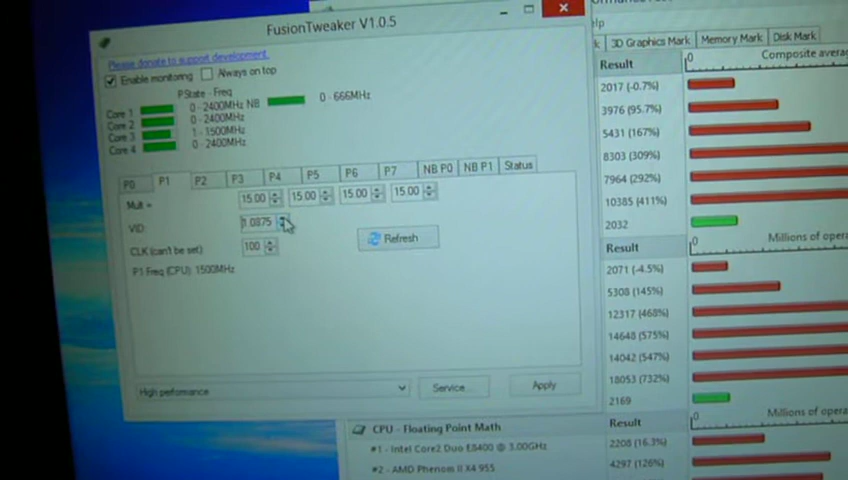 FusionTweaker V1.0.5
Please donate to support development.
Enable monitoring
Always on top
PState - Freq
Core 1
0 - 2400MHz NB
0 - 666MHz
Core 2
0 - 2400MHz
Core 3
1 - 1500MHz
Core 4
0 - 2400MHz
P0
P1
P2
P3
P4
P5
P6
P7
NB P0
NB P1
Status
Mult =
15.00
15.00
15.00
15.00
VID:
1.0875
CLK (can't be set)
100
Refresh
P1 Freq (CPU): 1500MHz
High performance
Service...
Apply
elp
k
3D Graphics Mark
Memory Mark
Disk Mark
Composite averag
Result
0
2017 (-0.7%)
3976 (95.7%)
5431 (167%)
8303 (309%)
7964 (292%)
10385 (411%)
2032
Millions of opera
Result
0
2071 (-4.5%)
5308 (145%)
12317 (468%)
14648 (575%)
14042 (547%)
18053 (732%)
2169
Millions of opera
CPU - Floating Point Math
Result
0
#1 - Intel Core2 Duo E8400 @ 3.00GHz
2208 (16.3%)
#2 - AMD Phenom II X4 955
4297 (126%)